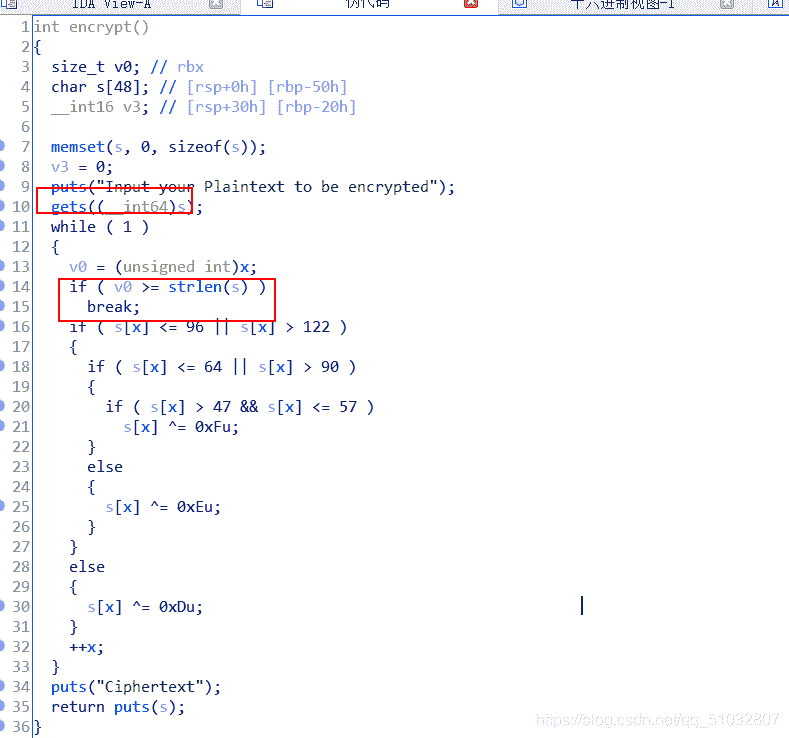 IDA View-A 伪代码 十六进制视图-1
1 int encrypt()
2 {
3 size_t v0; // rbx
4 char s[48]; // [rsp+0h] [rbp-50h]
5 __int16 v3; // [rsp+30h] [rbp-20h]
6
7 memset(s, 0, sizeof(s));
8 v3 = 0;
9 puts("Input your Plaintext to be encrypted");
10 gets((__int64)s);
11 while ( 1 )
12 {
13 v0 = (unsigned int)x;
14 if ( v0 >= strlen(s) )
15 break;
16 if ( s[x] <= 96 || s[x] > 122 )
17 {
18 if ( s[x] <= 64 || s[x] > 90 )
19 {
20 if ( s[x] > 47 && s[x] <= 57 )
21 s[x] ^= 0xFu;
22 }
23 else
24 {
25 s[x] ^= 0xEu;
26 }
27 }
28 else
29 {
30 s[x] ^= 0xDu;
31 }
32 ++x;
33 }
34 puts("Ciphertext");
35 return puts(s);
36 }
https://blog.csdn.net/qq_51032807